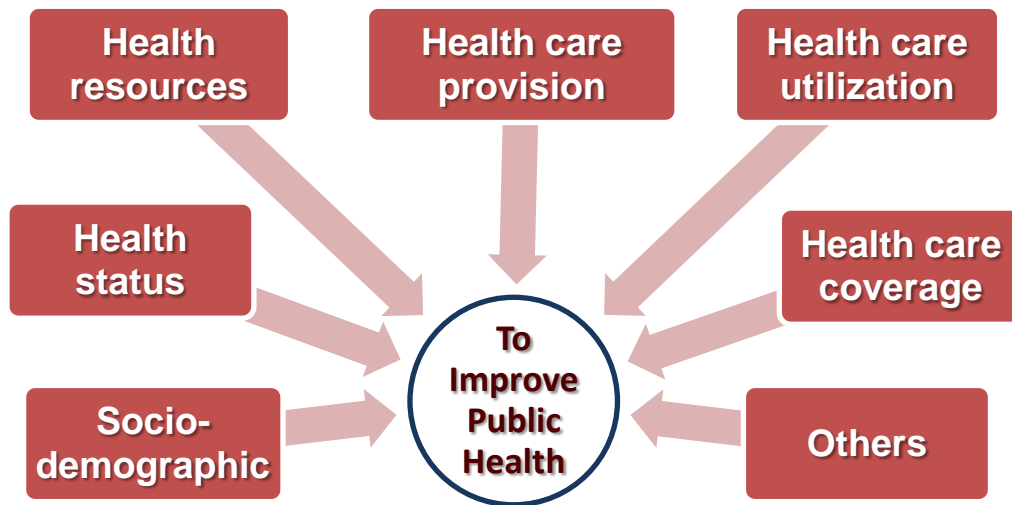 Health
resources
Health care
provision
Health care
utilization
Health
status
Health care
coverage
Socio-
demographic
Others
To
Improve
Public
Health